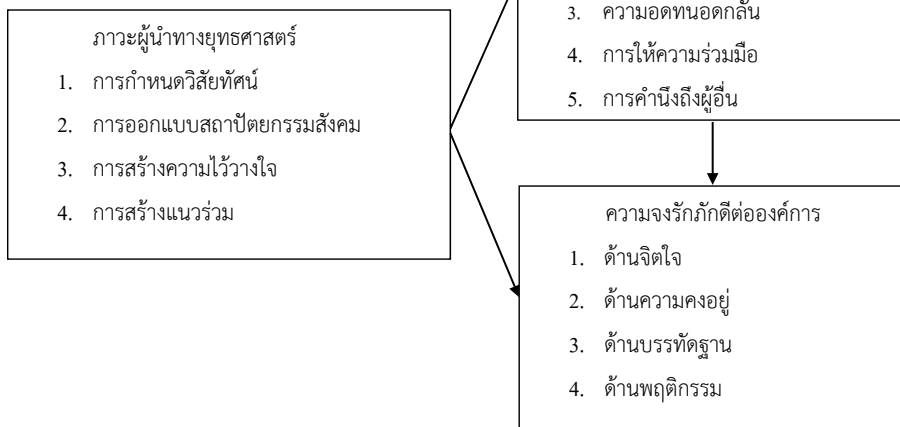 ภาวะผู้นำทางยุทธศาสตร์
1. การกำหนดวิสัยทัศน์
2. การออกแบบสถาปัตยกรรมสังคม
3. การสร้างความไว้วางใจ
4. การสร้างแนวร่วม
3. ความอดทนอดกลั้น
4. การให้ความร่วมมือ
5. การคำนึงถึงผู้อื่น
ความจงรักภักดีต่อองค์การ
1. ด้านจิตใจ
2. ด้านความคงอยู่
3. ด้านบรรทัดฐาน
4. ด้านพฤติกรรม